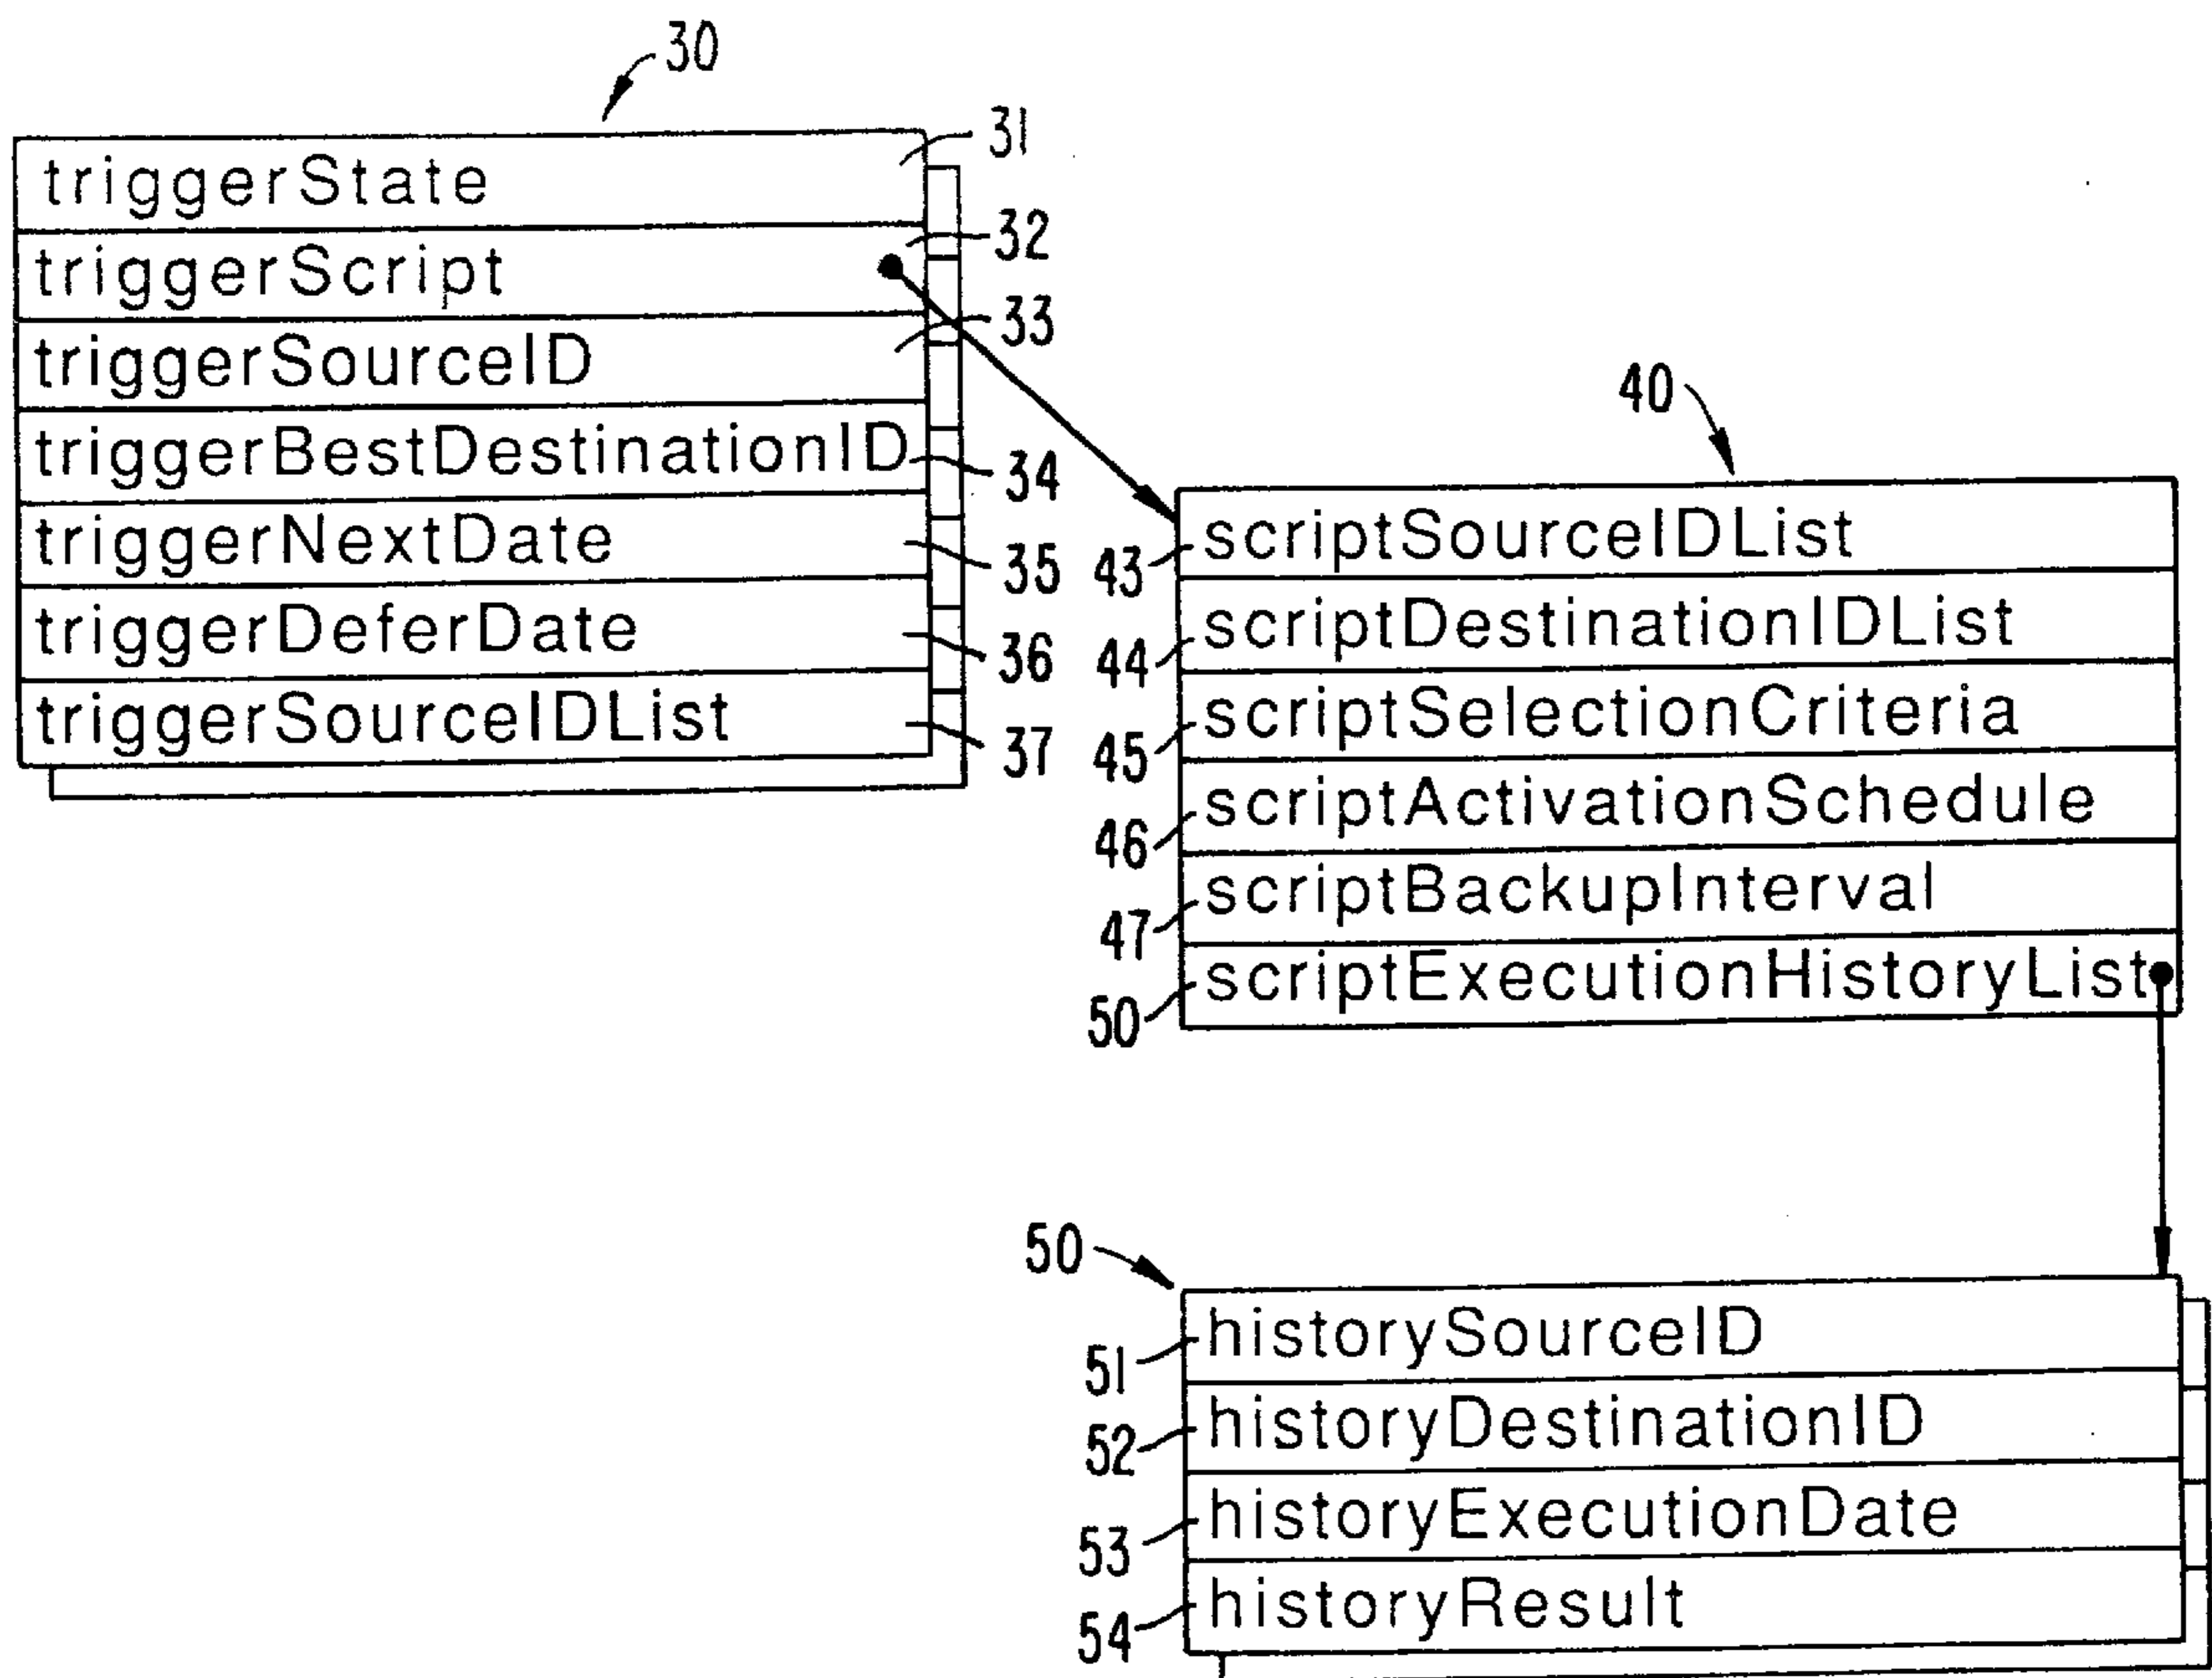 30
triggerState 31
triggerScript 32
triggerSourceID 33
triggerBestDestinationID 34
triggerNextDate 35
triggerDeferDate 36
triggerSourceIDList 37
40
43 scriptSourceIDList
44 scriptDestinationIDList
45 scriptSelectionCriteria
46 scriptActivationSchedule
47 scriptBackupInterval
50 scriptExecutionHistoryList
50
51 historySourceID
52 historyDestinationID
53 historyExecutionDate
54 historyResult